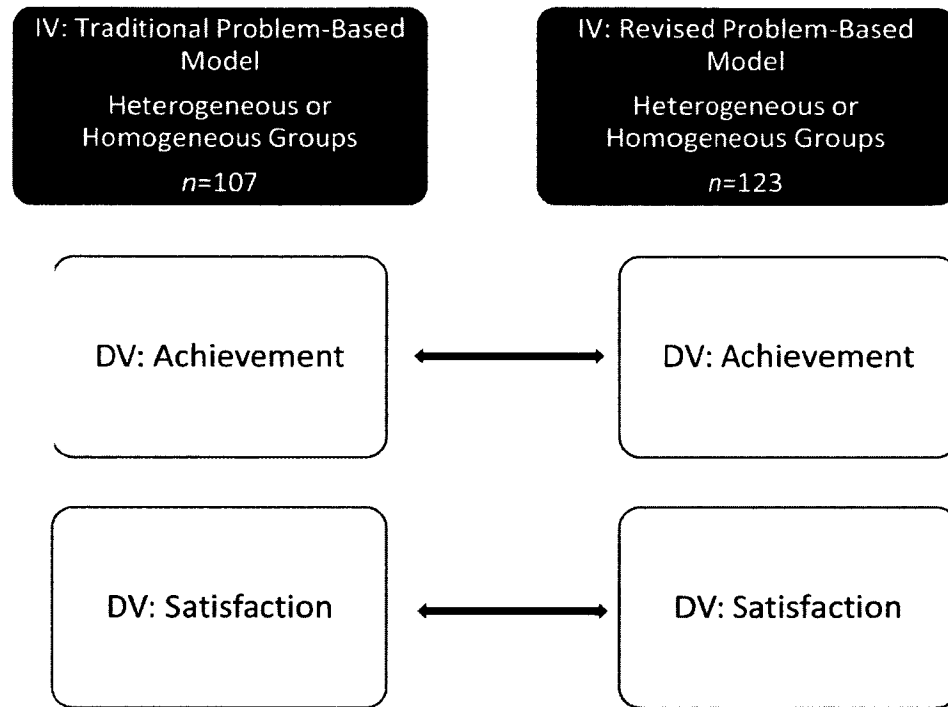 IV: Traditional Problem-Based
Model
Heterogeneous or
Homogeneous Groups
n=107
IV: Revised Problem-Based
Model
Heterogeneous or
Homogeneous Groups
n=123
DV: Achievement
DV: Achievement
DV: Satisfaction
DV: Satisfaction